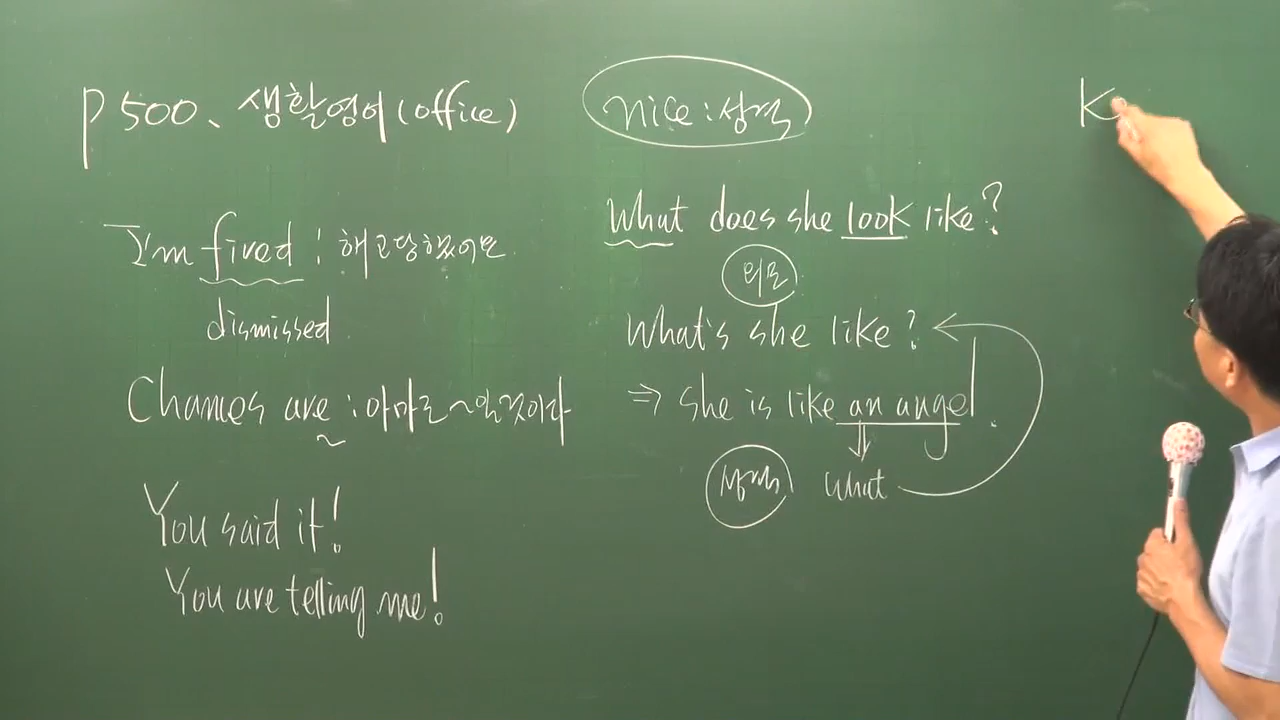 P 500、생활영어 (office)
I'm fired : 해고당했어요
dismissed
Chances are : 아마도 ~ 일것이다
You said it!
You are telling me!
nice : 성격
What does she look like?
외모
What's she like?
⇒ she is like an angel.
성격 what
K